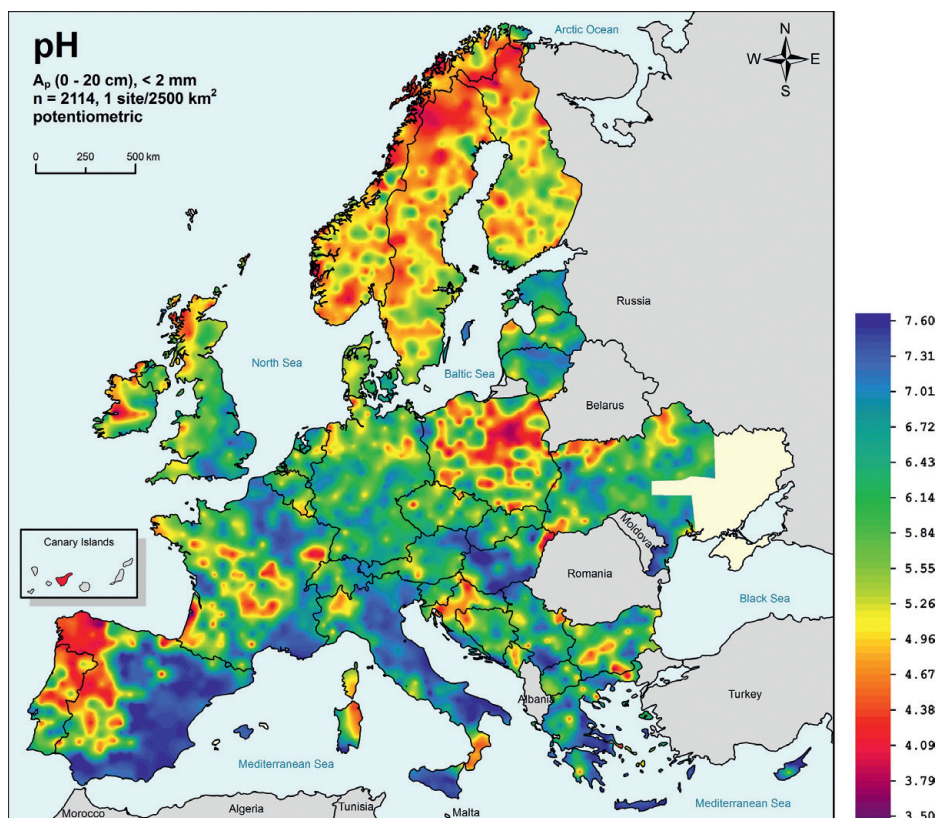 pH
Aₚ (0 - 20 cm), < 2 mm
n = 2114, 1 site/2500 km²
potentiometric
0 250 500 km
Arctic Ocean
N
W E
S
Russia
North Sea
Baltic Sea
Belarus
Canary Islands
Moldova
Romania
Black Sea
Albania
Turkey
Mediterranean Sea
Mediterranean Sea
Morocco
Algeria
Tunisia
Malta
7.60
7.31
7.01
6.72
6.43
6.14
5.85
5.55
5.26
4.96
4.67
4.38
4.09
3.79
3.50